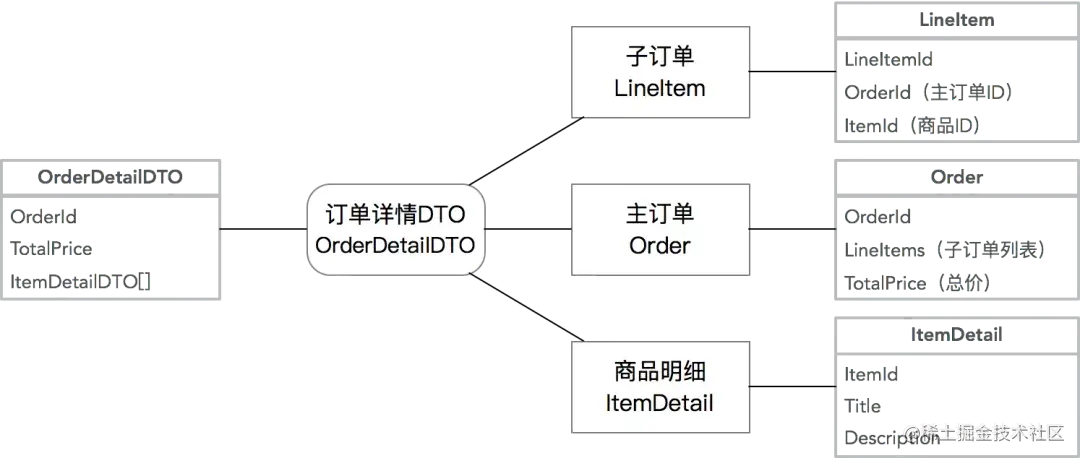 OrderDetailDTO
OrderId
TotalPrice
ItemDetailDTO[]
订单详情DTO
OrderDetailDTO
子订单
LineItem
主订单
Order
商品明细
ItemDetail
LineItem
LineItemId
OrderId（主订单ID）
ItemId（商品ID）
Order
OrderId
LineItems（子订单列表）
TotalPrice（总价）
ItemDetail
ItemId
Title
Description
@稀土掘金技术社区